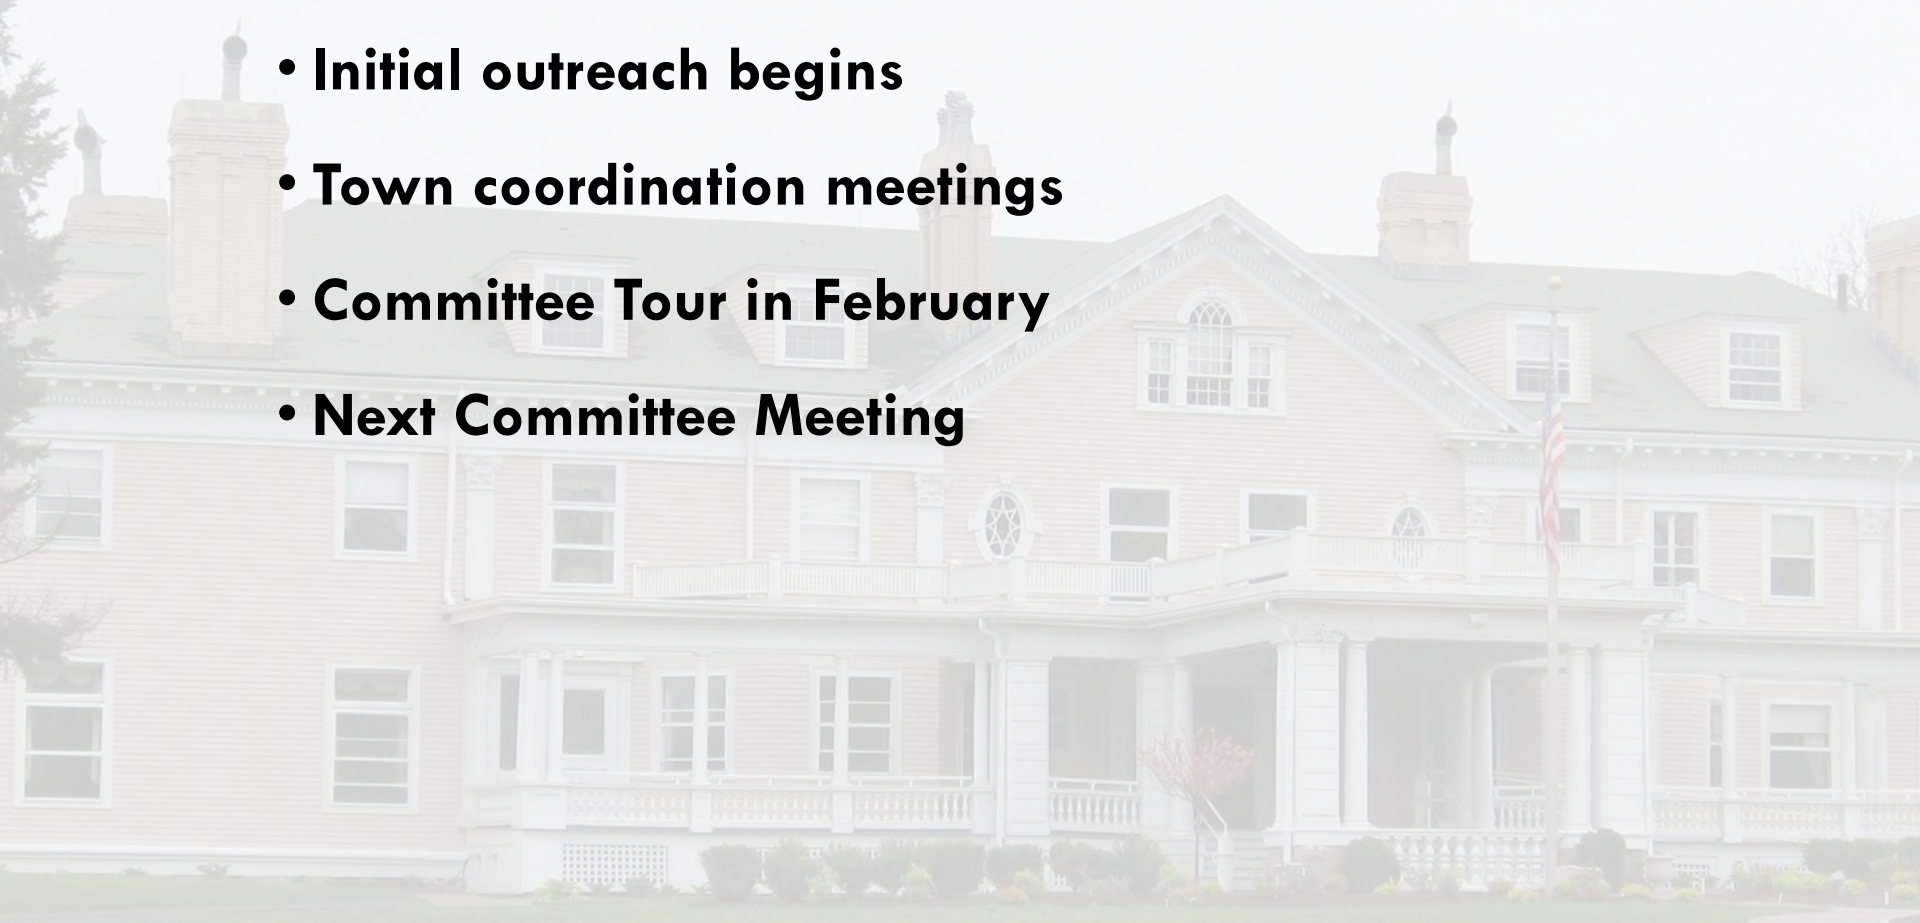 • Initial outreach begins
• Town coordination meetings
• Committee Tour in February
• Next Committee Meeting